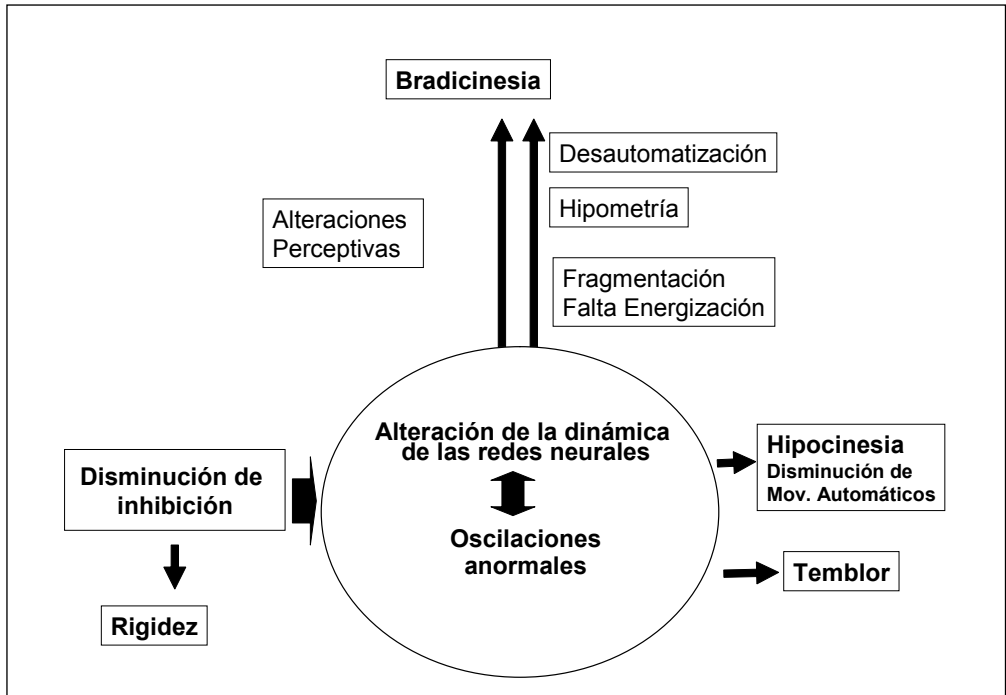 Bradicinesia
Desautomatización
Hipometría
Alteraciones
Perceptivas
Fragmentación
Falta Energización
Alteración de la dinámica
de las redes neurales
Oscilaciones
anormales
Disminución de
inhibición
Rigidez
Hipocinesia
Disminución de
Mov. Automáticos
Temblor